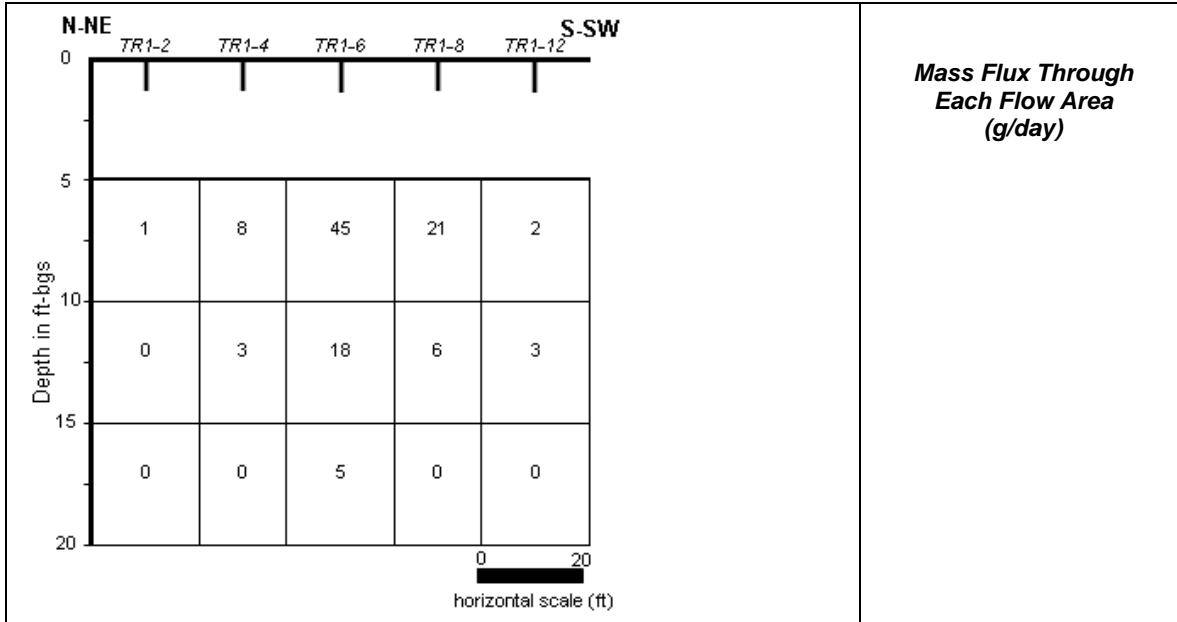 N-NE
S-SW
TR1-2 TR1-4 TR1-6 TR1-8 TR1-12
0
5
1 8 45 21 2
10
0 3 18 6 3
15
0 0 5 0 0
20
Depth in ft-bgs
0 20
horizontal scale (ft)
Mass Flux Through
Each Flow Area
(g/day)